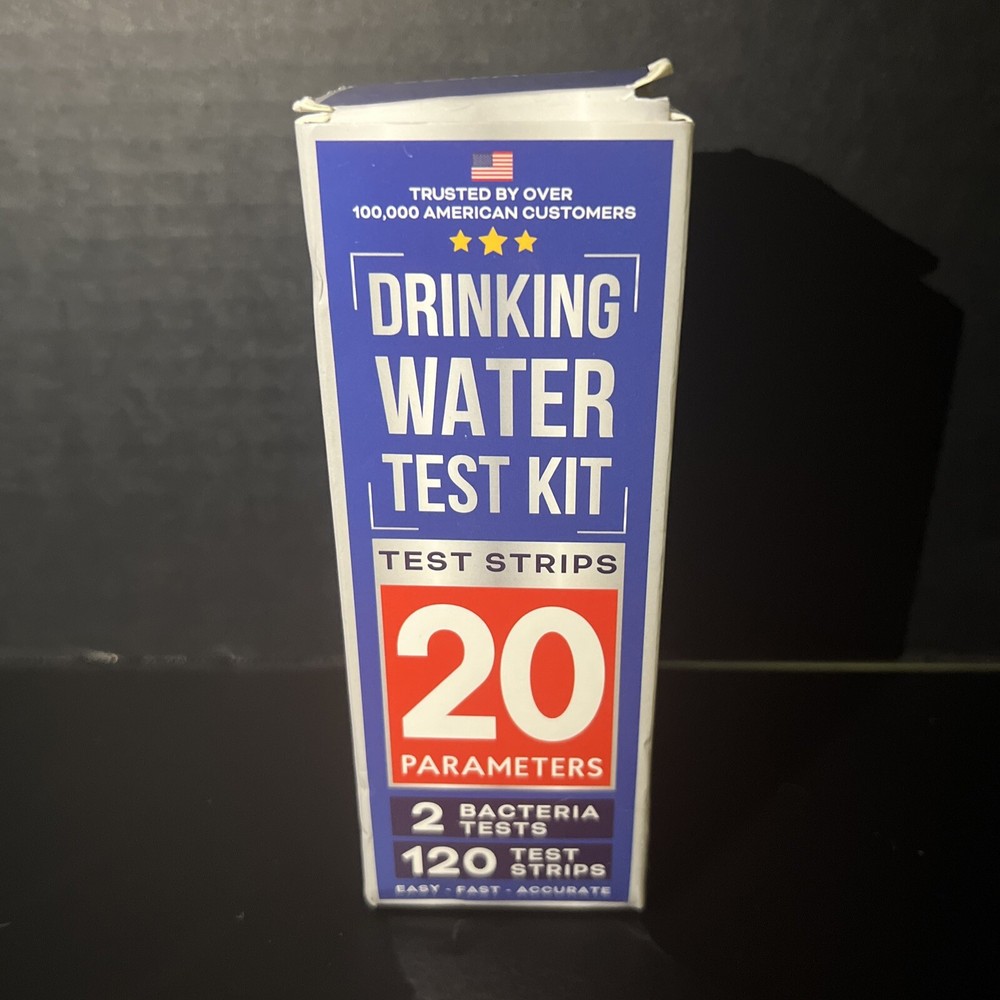 TRUSTED BY OVER
100,000 AMERICAN CUSTOMERS
DRINKING
WATER
TEST KIT
TEST STRIPS
20
PARAMETERS
2 BACTERIA
TESTS
120 TEST
STRIPS
EASY - FAST - ACCURATE